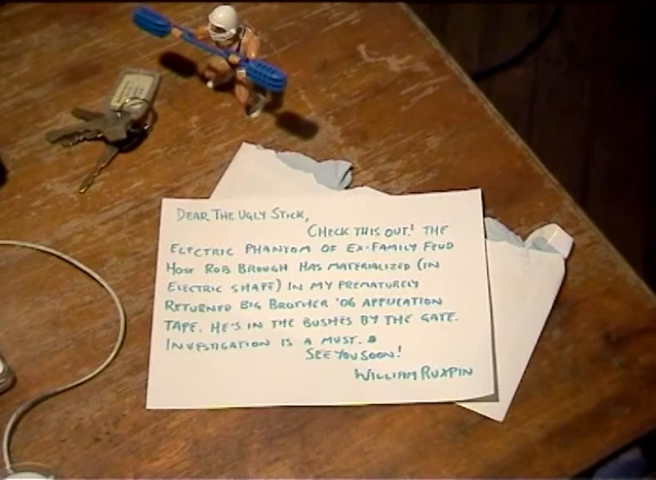 DEAR THE UGLY STICK,
CHECK THIS OUT! THE
ELECTRIC PHANTOM OF EX-FAMILY FEUD
HOST ROB BROUGH HAS MATERIALIZED (IN
ELECTRIC SHAPE) IN MY PREMATURELY
RETURNED BIG BROTHER '06 APPLICATION
TAPE. HE'S IN THE BUSHES BY THE GATE.
INVESTIGATION IS A MUST.
SEE YOU SOON!
WILLIAM RUXPIN